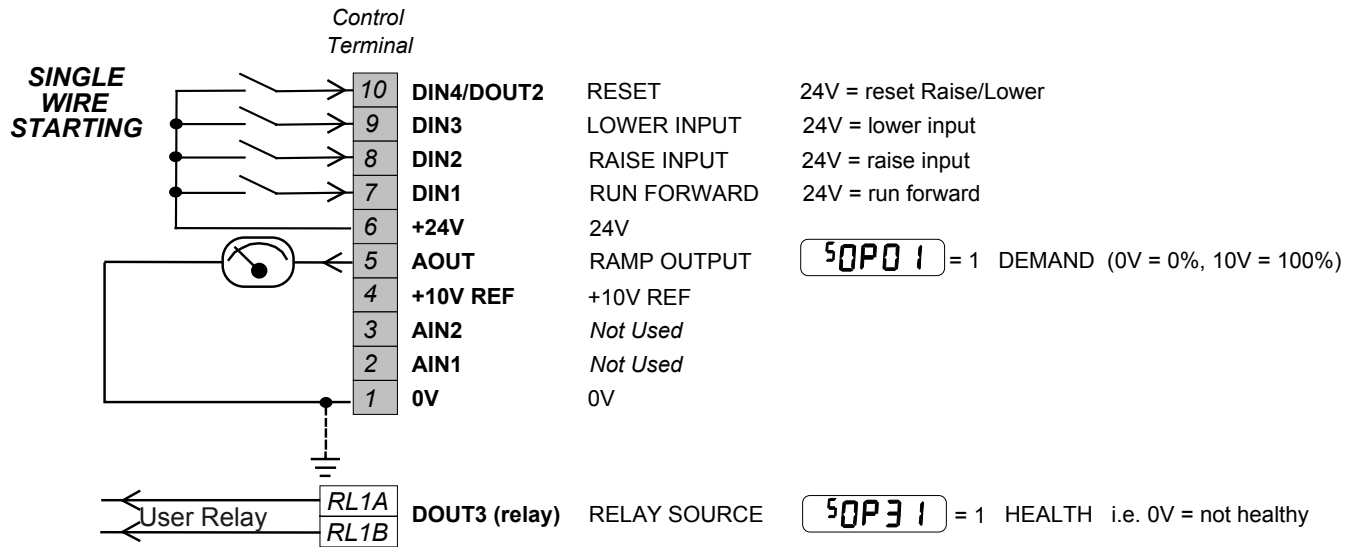 Control
Terminal
SINGLE
WIRE
STARTING
10 DIN4/DOUT2 RESET 24V = reset Raise/Lower
9 DIN3 LOWER INPUT 24V = lower input
8 DIN2 RAISE INPUT 24V = raise input
7 DIN1 RUN FORWARD 24V = run forward
6 +24V 24V
5 AOUT RAMP OUTPUT SOP01 = 1 DEMAND (0V = 0%, 10V = 100%)
4 +10V REF +10V REF
3 AIN2 Not Used
2 AIN1 Not Used
1 0V 0V
User Relay
RL1A
RL1B
DOUT3 (relay) RELAY SOURCE SOP31 = 1 HEALTH i.e. 0V = not healthy